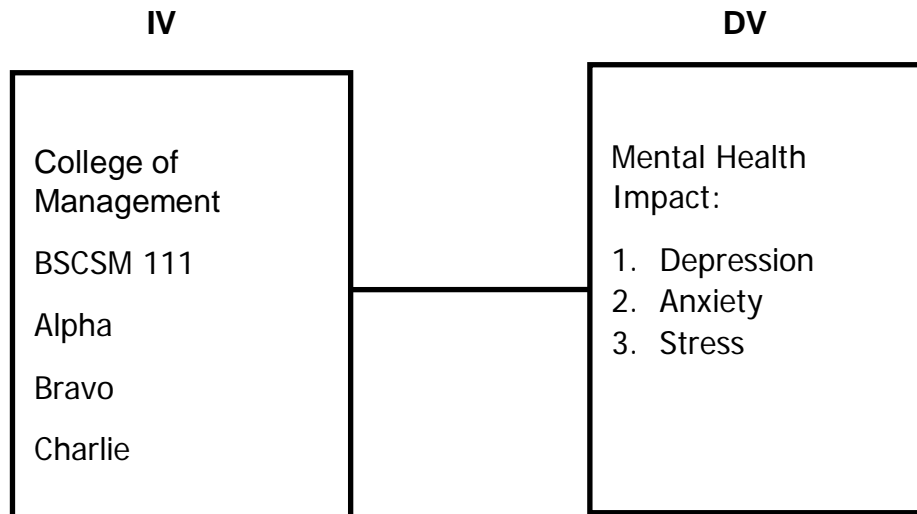 IV
DV
College of
Management
BSCSM 111
Alpha
Bravo
Charlie
Mental Health
Impact:
1. Depression
2. Anxiety
3. Stress